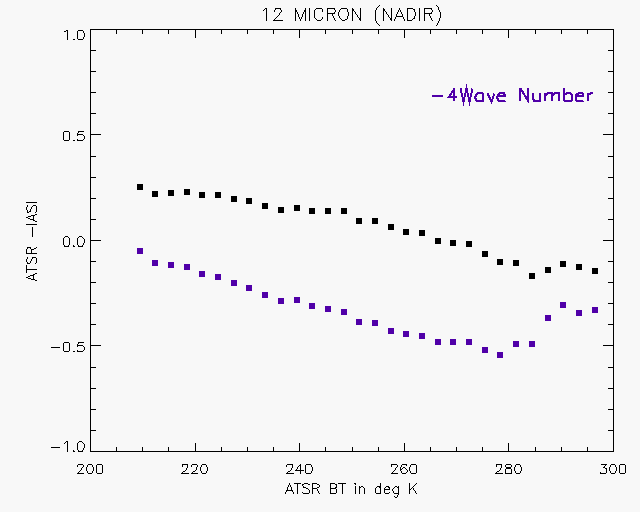 12 MICRON (NADIR)
1.0
-4Wave Number
0.5
0.0
-0.5
-1.0
ATSR -IASI
200 220 240 260 280 300
ATSR BT in deg K